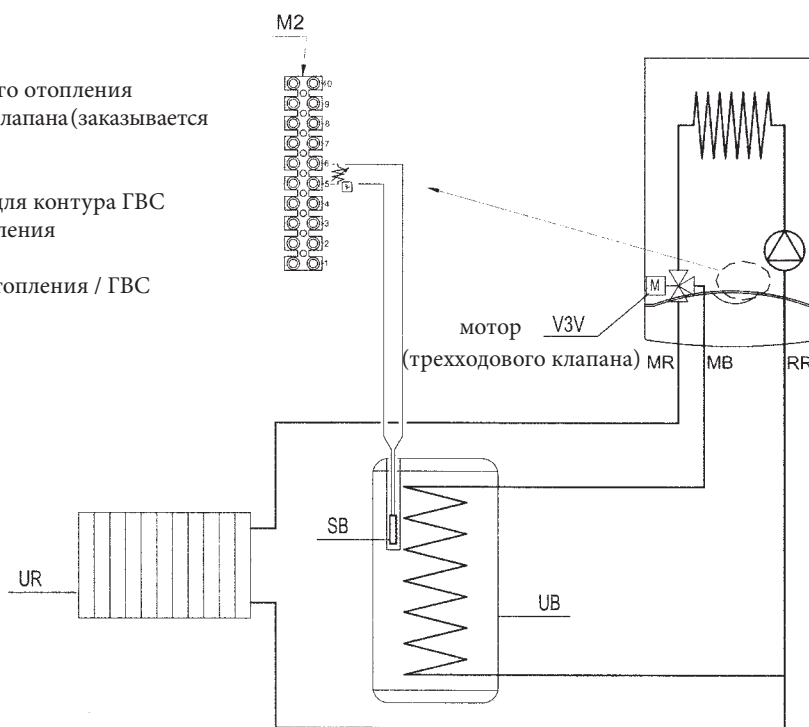 M2
го отопления
лапана (заказывается
для контура ГВС
ления
топления / ГВС
10
9
8
7
6
5
4
3
2
1
M
мотор V3V
(трехходового клапана)
MR MB RR
SB
UR
UB